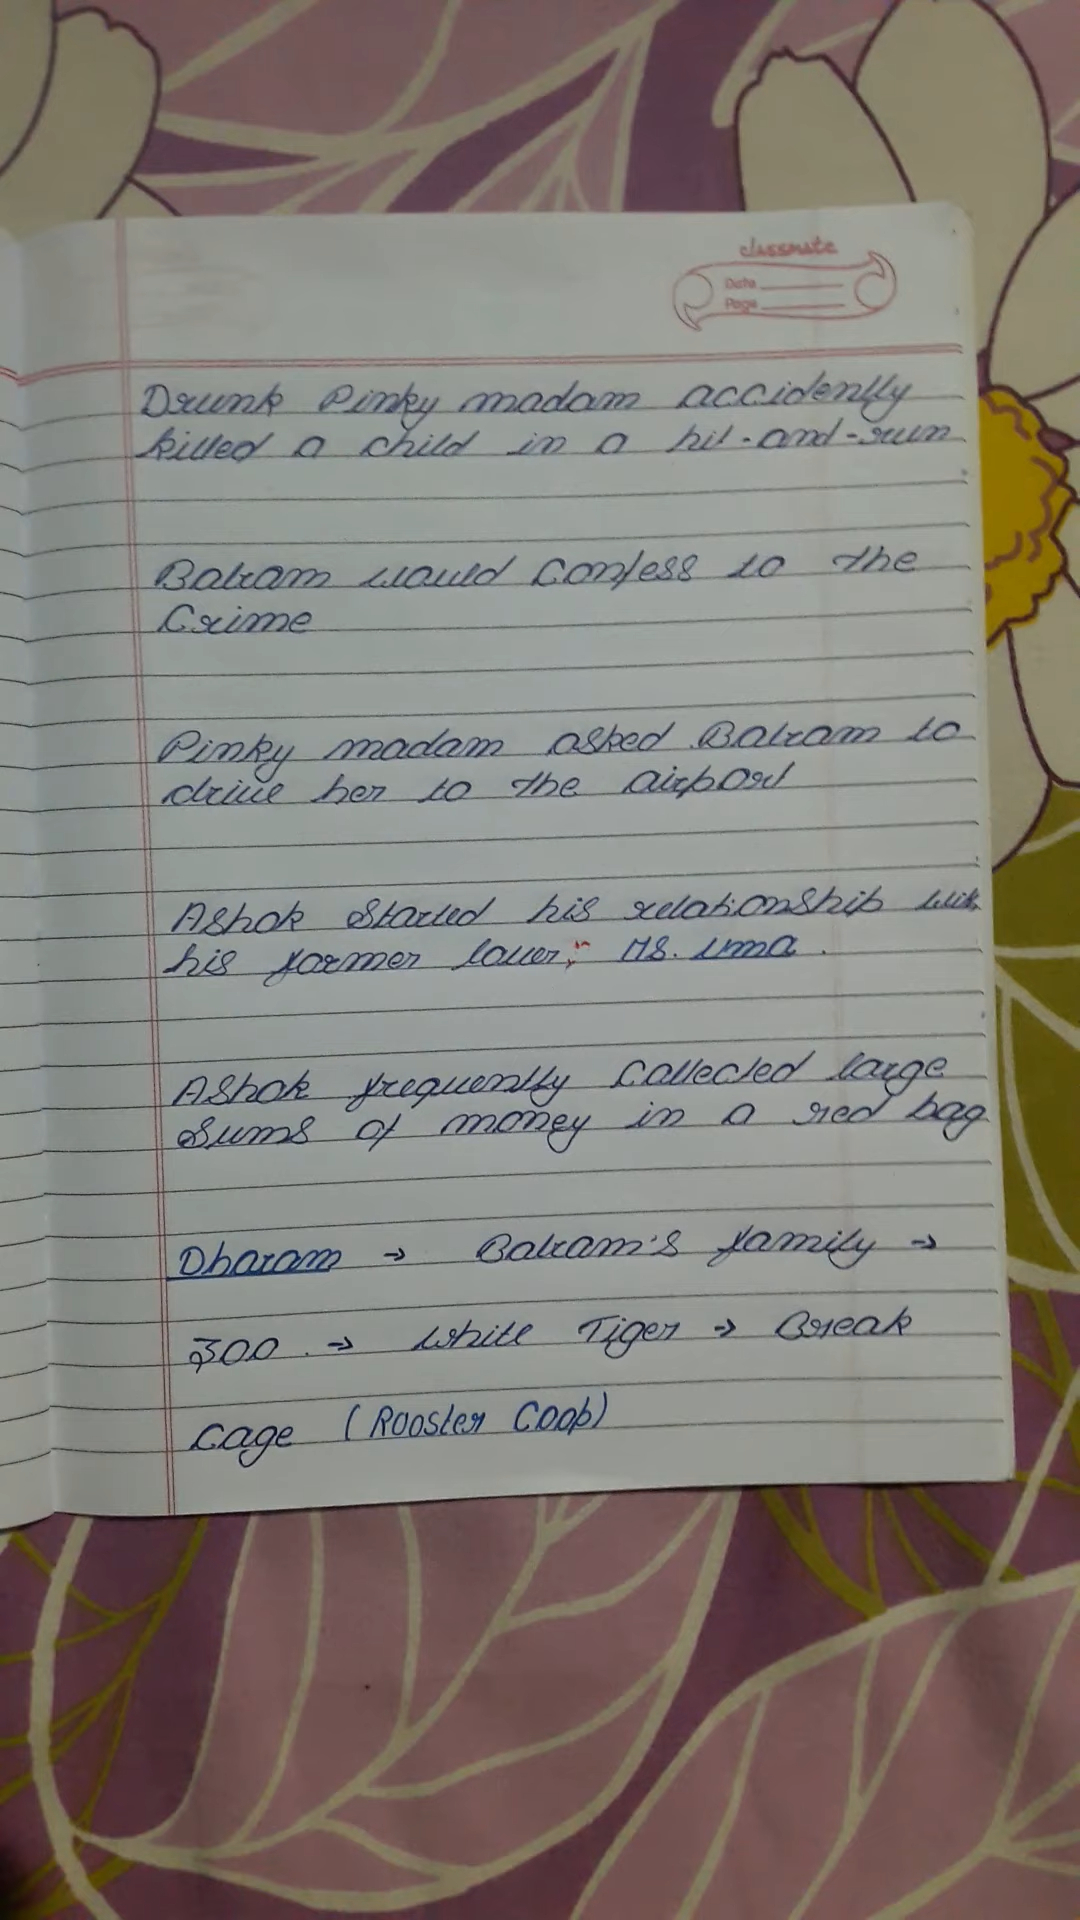 classmate
Date
Page
Drunk Pinky madam accidently
killed a child in a hit-and-run
Balram would confess to the
Crime
Pinky madam asked Balram to
drive her to the airport
Ashok Started his relationship with
his former lover; Ms. Uma.
Ashok frequently Collected large
Sums of money in a red bag
Dharam → Balram's family →
Zoo → White Tiger → Break
Cage (Rooster Coop)